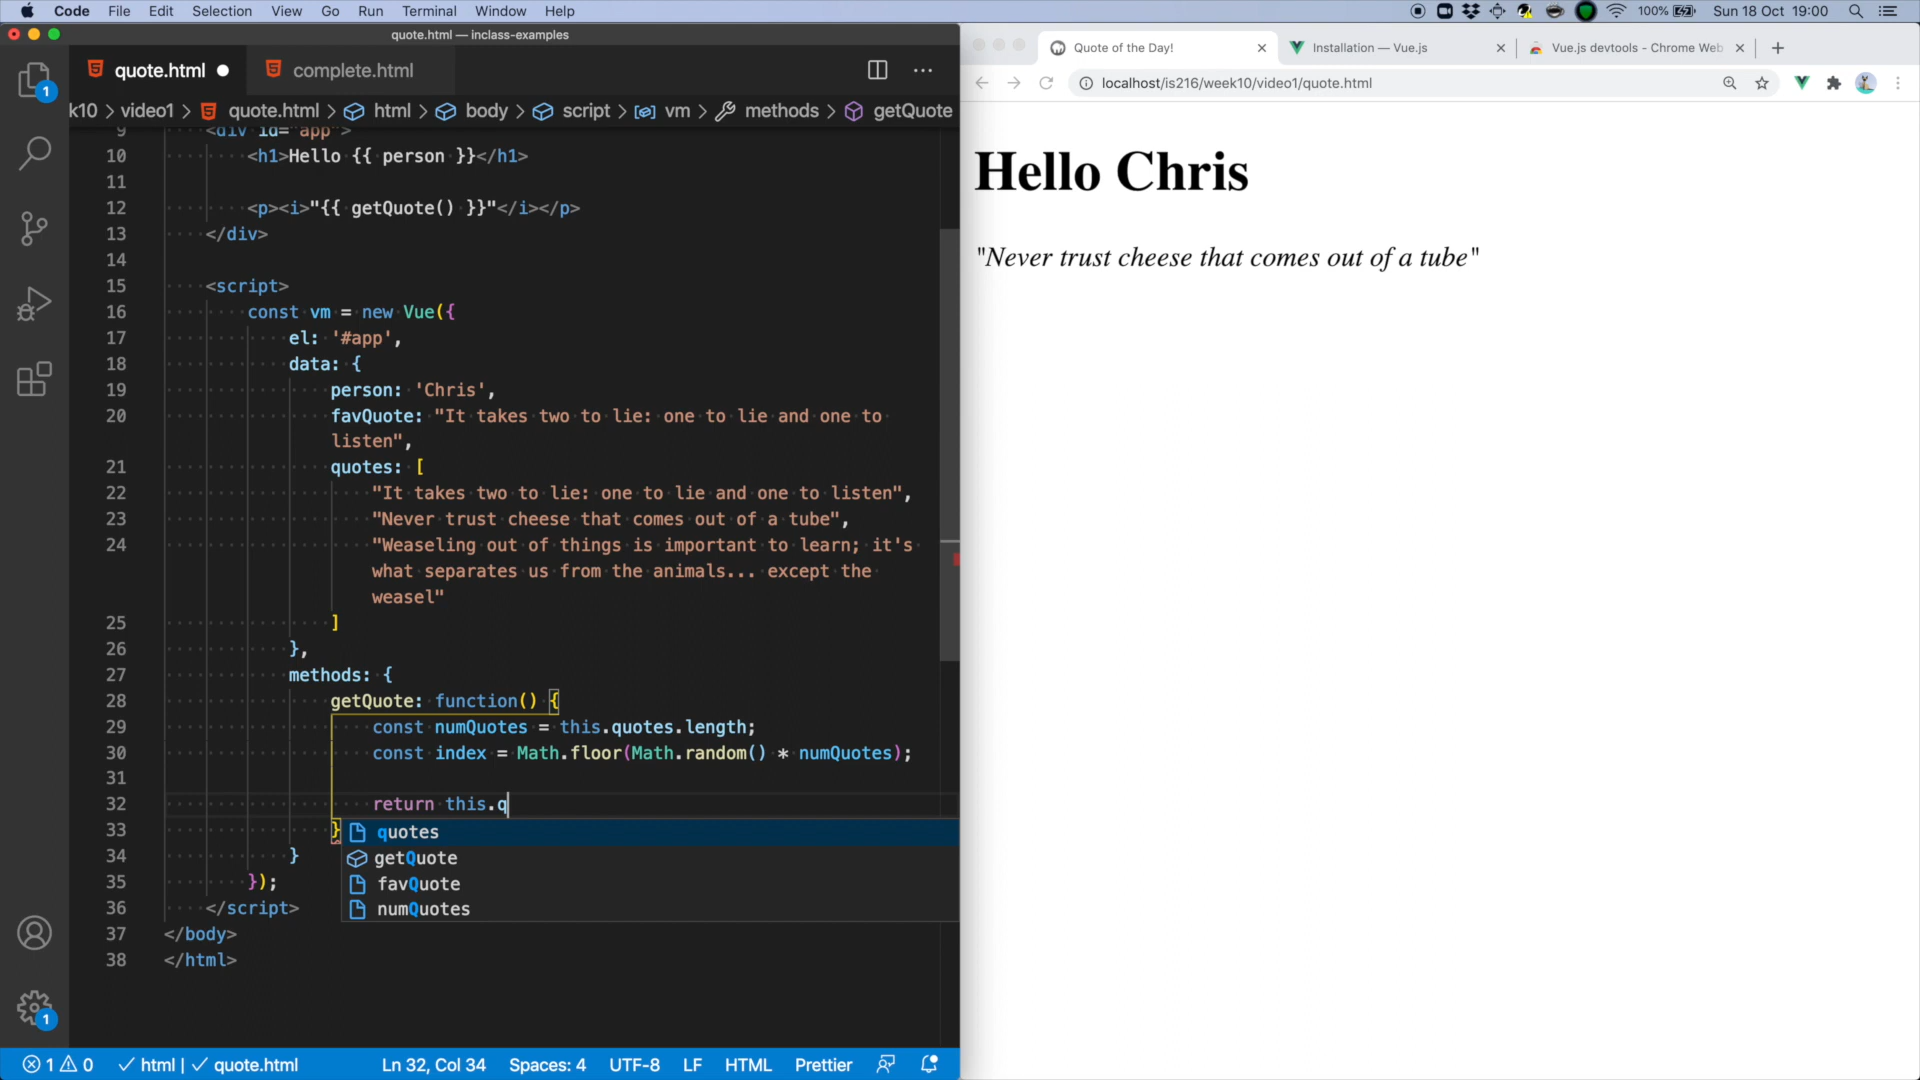 Code File Edit Selection View Go Run Terminal Window Help 100% Sun 18 Oct 19:00
quote.html — inclass-examples
quote.html complete.html
k10 > video1 > quote.html > html > body > script > vm > methods > getQuote
9 <div id="app">
10 <h1>Hello {{ person }}</h1>
11
12 <p><i>"{{ getQuote() }}"</i></p>
13 </div>
14
15 <script>
16 const vm = new Vue({
17 el: '#app',
18 data: {
19 person: 'Chris',
20 favQuote: "It takes two to lie: one to lie and one to
listen",
21 quotes: [
22 "It takes two to lie: one to lie and one to listen",
23 "Never trust cheese that comes out of a tube",
24 "Weaseling out of things is important to learn; it's
what separates us from the animals... except the
weasel"
25 ]
26 },
27 methods: {
28 getQuote: function() {
29 const numQuotes = this.quotes.length;
30 const index = Math.floor(Math.random() * numQuotes);
31
32 return this.q
33 }
quotes
getQuote
favQuote
numQuotes
34 }
35 });
36 </script>
37 </body>
38 </html>
1
1
1 0 html | quote.html Ln 32, Col 34 Spaces: 4 UTF-8 LF HTML Prettier
Quote of the Day! Installation — Vue.js Vue.js devtools - Chrome Web
localhost/is216/week10/video1/quote.html
Hello Chris
"Never trust cheese that comes out of a tube"